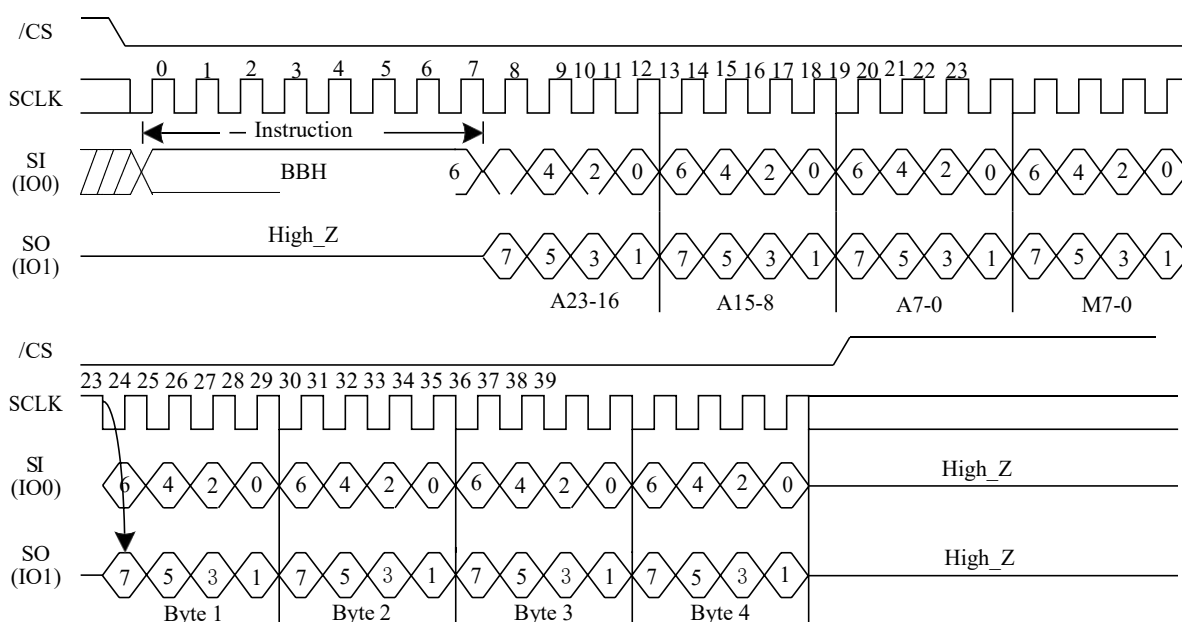 /CS
0 1 2 3 4 5 6 7 8 9 10 11 12 13 14 15 16 17 18 19 20 21 22 23
SCLK
Instruction
SI
(IO0)
BBH
6 4 2 0 6 4 2 0 6 4 2 0 6 4 2 0
SO
(IO1)
High_Z
7 5 3 1 7 5 3 1 7 5 3 1 7 5 3 1
A23-16 A15-8 A7-0 M7-0
/CS
23 24 25 26 27 28 29 30 31 32 33 34 35 36 37 38 39
SCLK
SI
(IO0)
6 4 2 0 6 4 2 0 6 4 2 0 6 4 2 0
High_Z
SO
(IO1)
7 5 3 1 7 5 3 1 7 5 3 1 7 5 3 1
High_Z
Byte 1 Byte 2 Byte 3 Byte 4